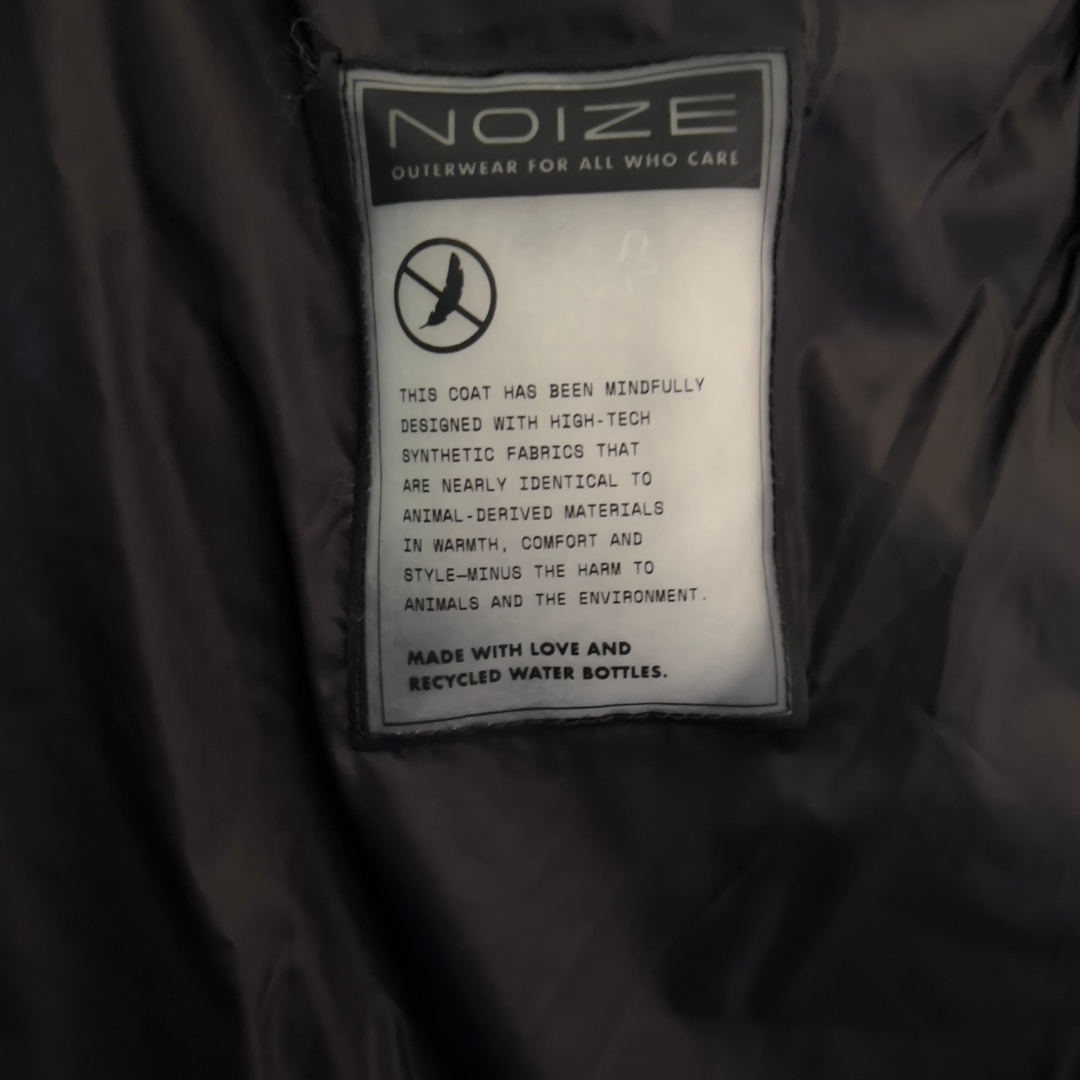 NOIZE
OUTERWEAR FOR ALL WHO CARE
THIS COAT HAS BEEN MINDFULLY
DESIGNED WITH HIGH-TECH
SYNTHETIC FABRICS THAT
ARE NEARLY IDENTICAL TO
ANIMAL-DERIVED MATERIALS
IN WARMTH, COMFORT AND
STYLE—MINUS THE HARM TO
ANIMALS AND THE ENVIRONMENT.
MADE WITH LOVE AND
RECYCLED WATER BOTTLES.